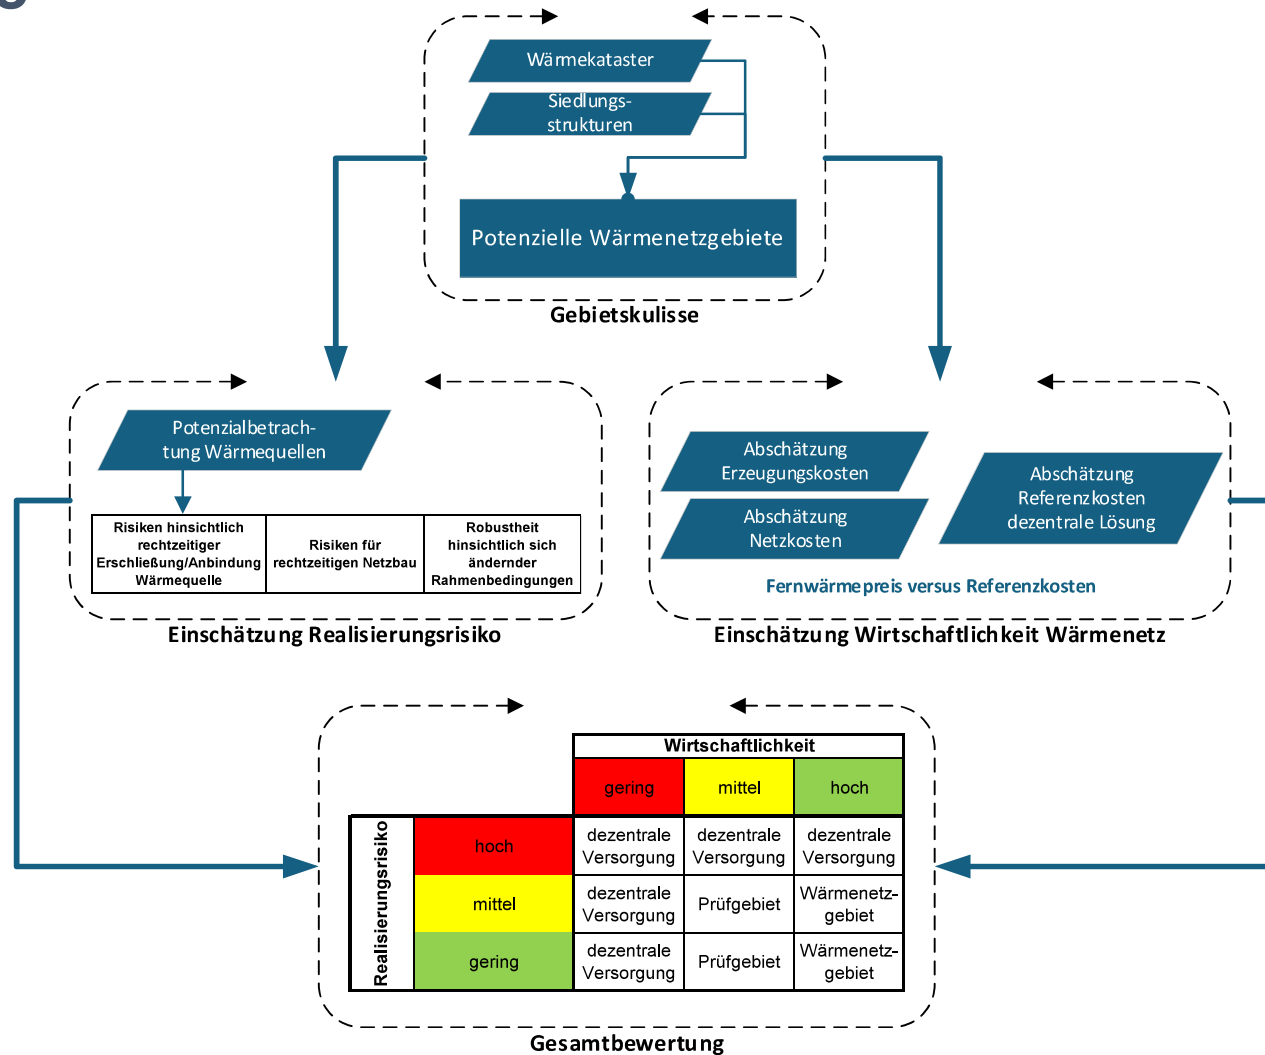 Wärmekataster
Siedlungs-
strukturen
Potenzielle Wärmenetzgebiete
Gebietskulisse
Potenzialbetrach-
tung Wärmequellen
Risiken hinsichtlich
rechtzeitiger
Erschließung/Anbindung
Wärmequelle
Risiken für
rechtzeitigen Netzbau
Robustheit
hinsichtlich sich
ändernder
Rahmenbedingungen
Einschätzung Realisierungsrisiko
Abschätzung
Erzeugungskosten
Abschätzung
Netzkosten
Abschätzung
Referenzkosten
dezentrale Lösung
Fernwärmepreis versus Referenzkosten
Einschätzung Wirtschaftlichkeit Wärmenetz
Wirtschaftlichkeit
gering
mittel
hoch
Realisierungsrisiko
hoch
dezentrale
Versorgung
dezentrale
Versorgung
dezentrale
Versorgung
mittel
dezentrale
Versorgung
Prüfgebiet
Wärmenetz-
gebiet
gering
dezentrale
Versorgung
Prüfgebiet
Wärmenetz-
gebiet
Gesamtbewertung